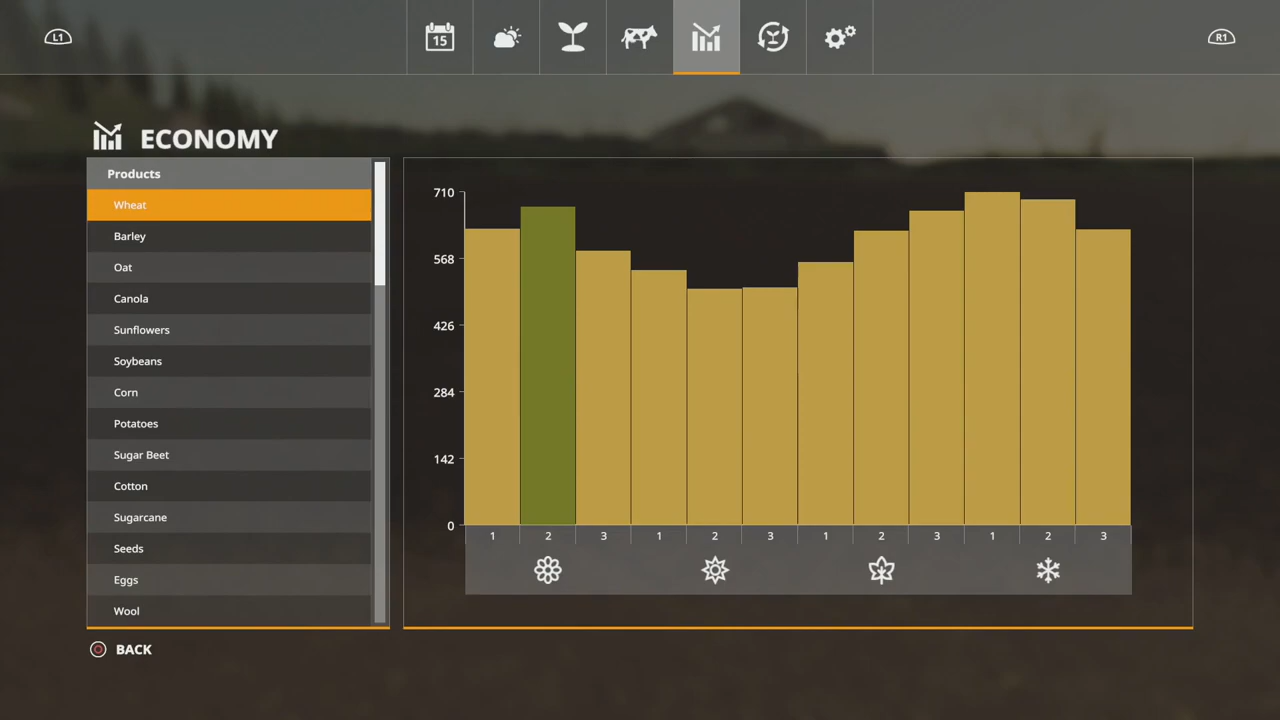 L1
15
R1
ECONOMY
Products
Wheat
Barley
Oat
Canola
Sunflowers
Soybeans
Corn
Potatoes
Sugar Beet
Cotton
Sugarcane
Seeds
Eggs
Wool
710
568
426
284
142
0
1 2 3 1 2 3 1 2 3 1 2 3
BACK